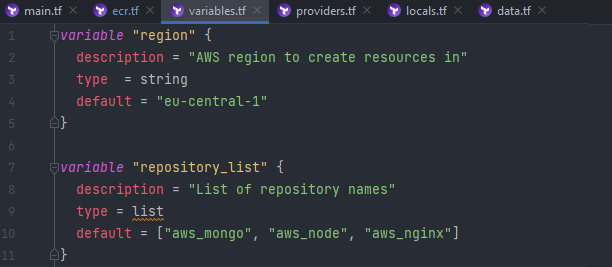 main.tf ecr.tf variables.tf providers.tf locals.tf data.tf
1 variable "region" {
2 description = "AWS region to create resources in"
3 type  = string
4 default = "eu-central-1"
5 }
6
7 variable "repository_list" {
8 description = "List of repository names"
9 type = list
10 default = ["aws_mongo", "aws_node", "aws_nginx"]
11 }